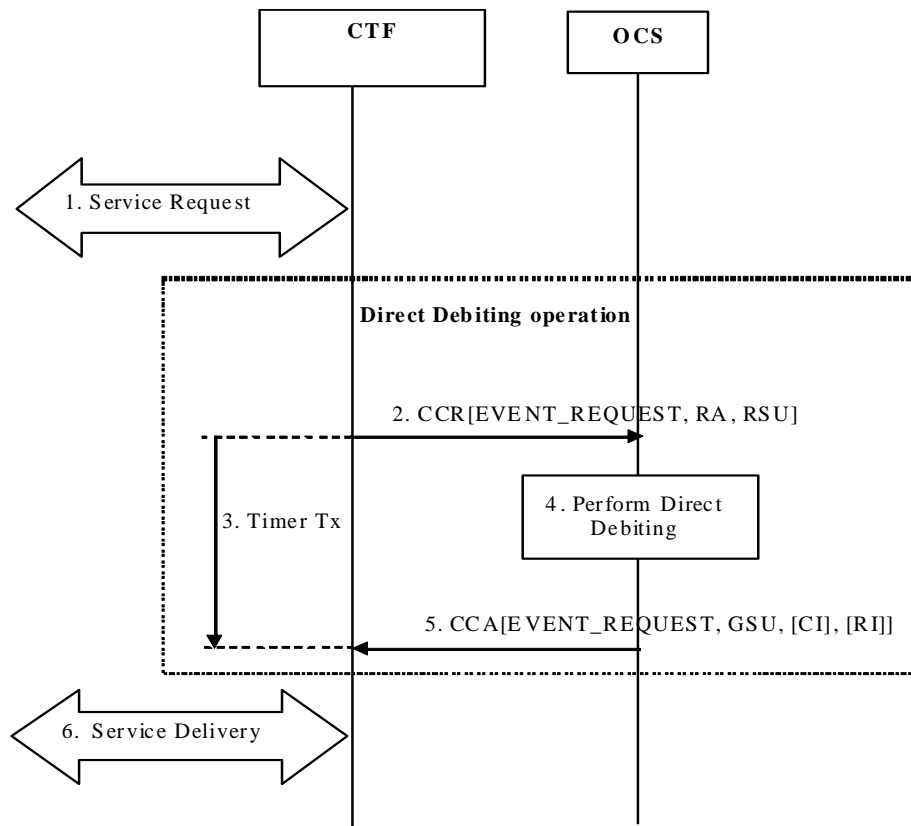 CTF
OCS
1. Service Request
Direct Debiting operation
2. CCR[EVENT_REQUEST, RA, RSU]
3. Timer Tx
4. Perform Direct
Debiting
5. CCA[EVENT_REQUEST, GSU, [CI], [RI]]
6. Service Delivery